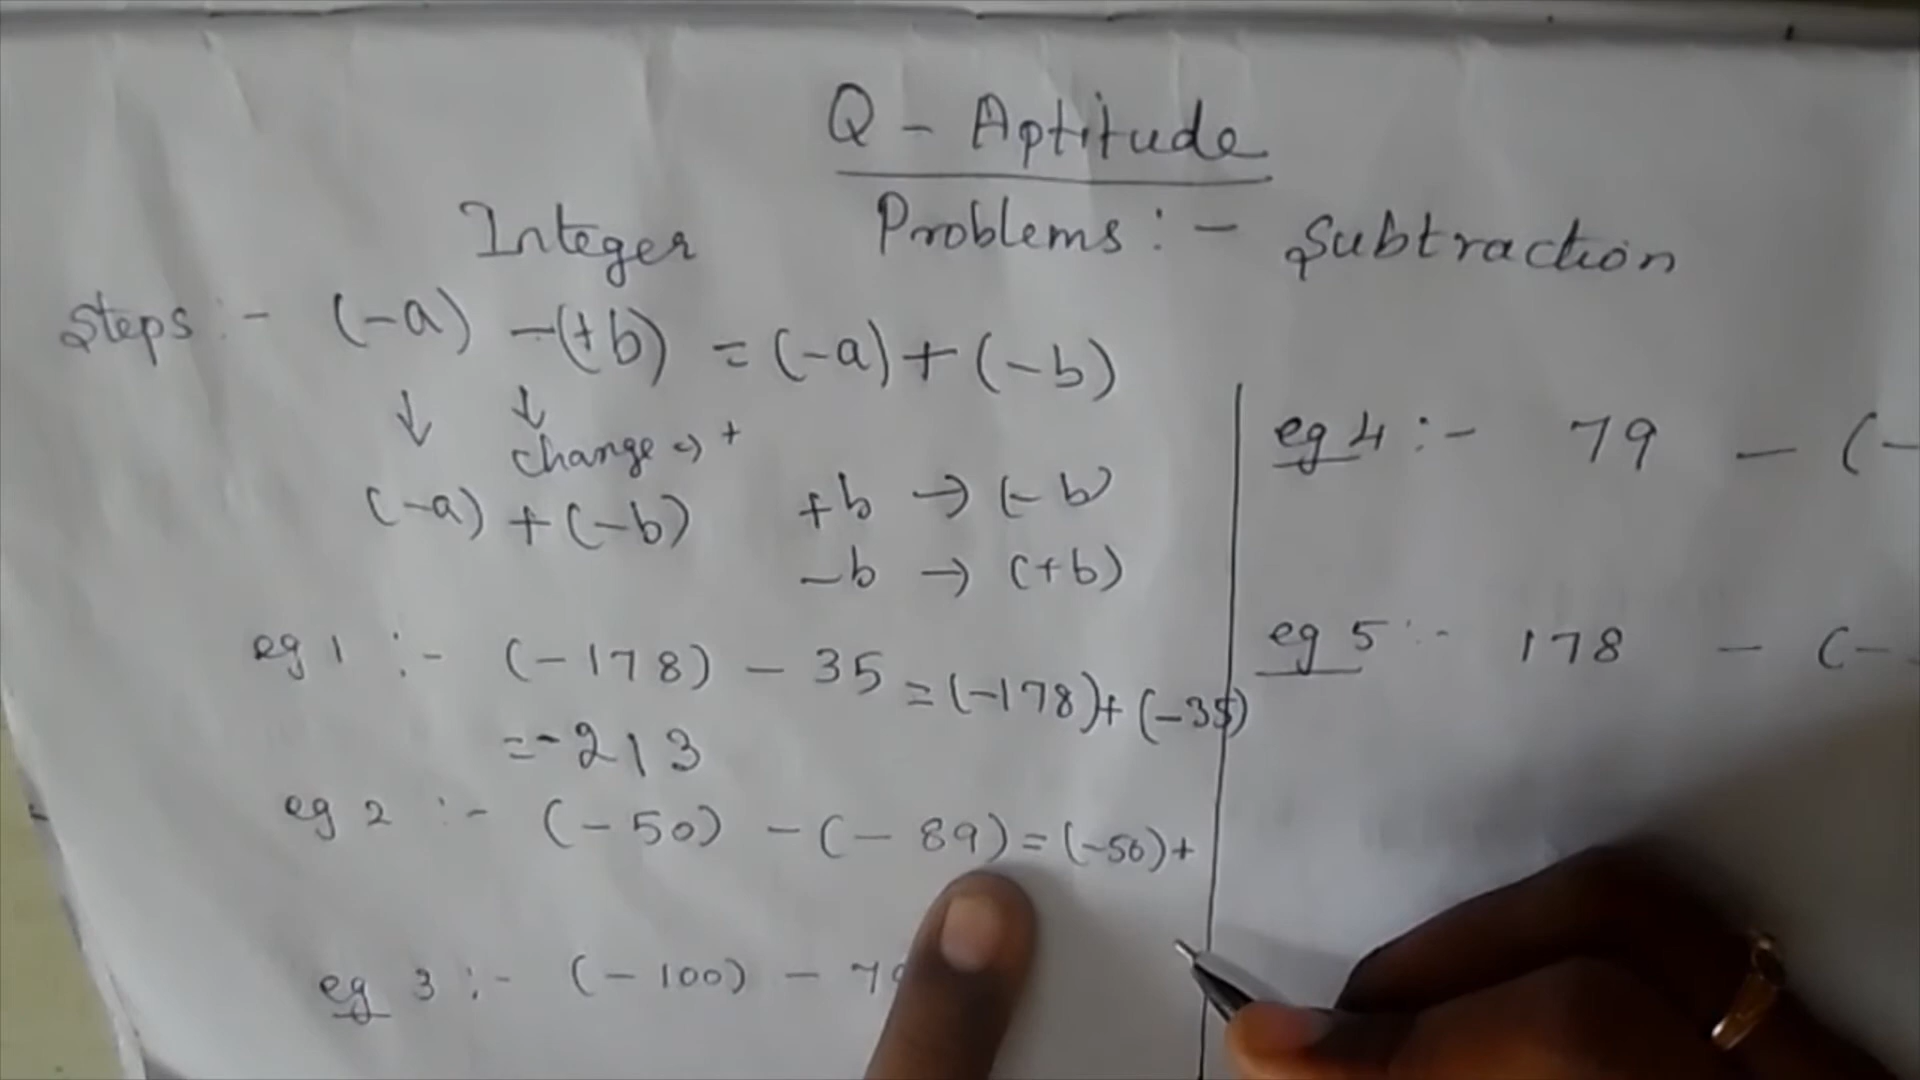 Q - Aptitude
Integer Problems :- Subtraction
Steps :- (-a) -(+b) = (-a) + (-b)
↓ ↓
change => +
(-a) + (-b) +b → (-b)
-b → (+b)
eg 1 :- (-178) - 35 = (-178) + (-35)
= -213
eg 2 :- (-50) - (- 89) = (-50) +
eg 3 :- (-100) -
eg 4 :- 79 - (-
eg 5 :- 178 - (-